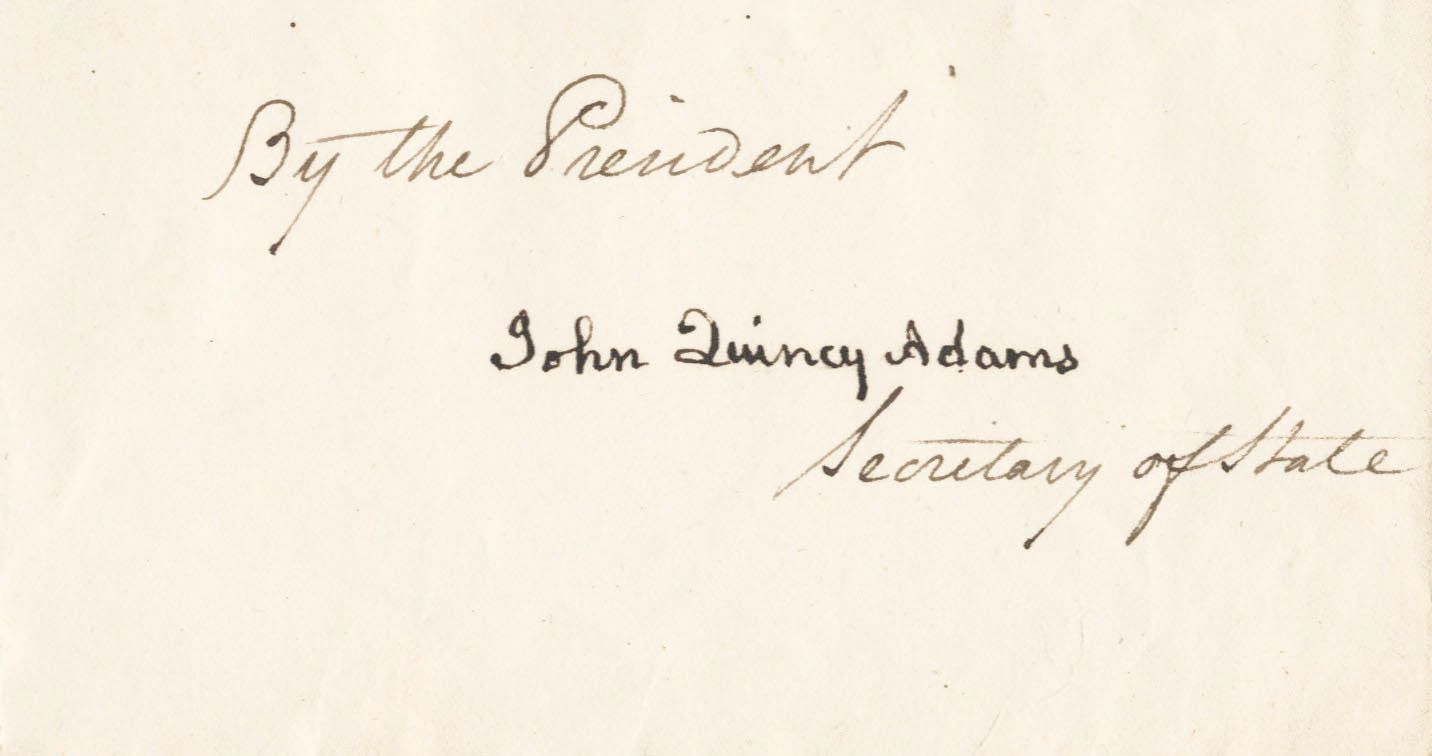 By the President
John Quincy Adams
Secretary of State